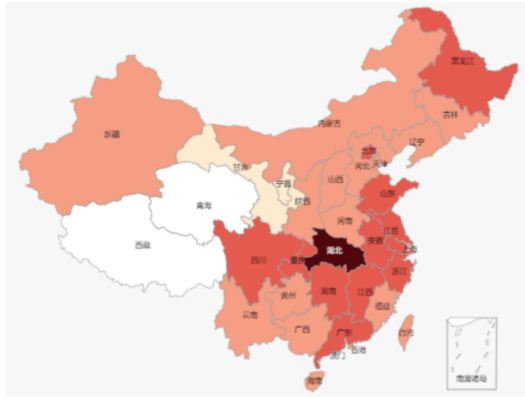 黑龙江
吉林
新疆
内蒙古
辽宁
北京
河北
天津
甘肃
宁夏
山西
山东
陕西
青海
河南
江苏
西藏
安徽
上海
四川
重庆
湖北
浙江
湖南
江西
贵州
福建
云南
广西
广东
台湾
澳门
香港
海南
南海诸岛